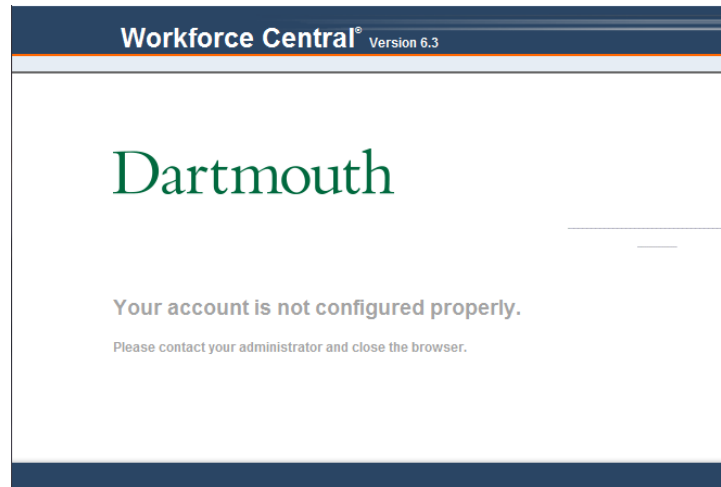 Workforce Central® Version 6.3
Dartmouth
Your account is not configured properly.
Please contact your administrator and close the browser.